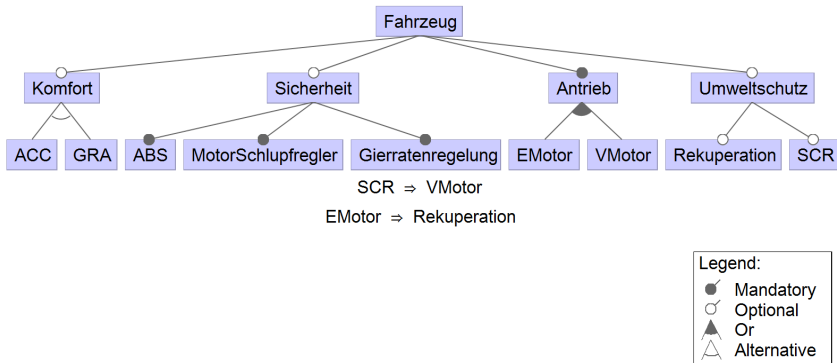 Fahrzeug
Komfort Sicherheit Antrieb Umweltschutz
ACC GRA ABS MotorSchlupfregler Gierratenregelung EMotor VMotor Rekuperation SCR
SCR ⇒ VMotor
EMotor ⇒ Rekuperation
Legend:
Mandatory
Optional
Or
Alternative